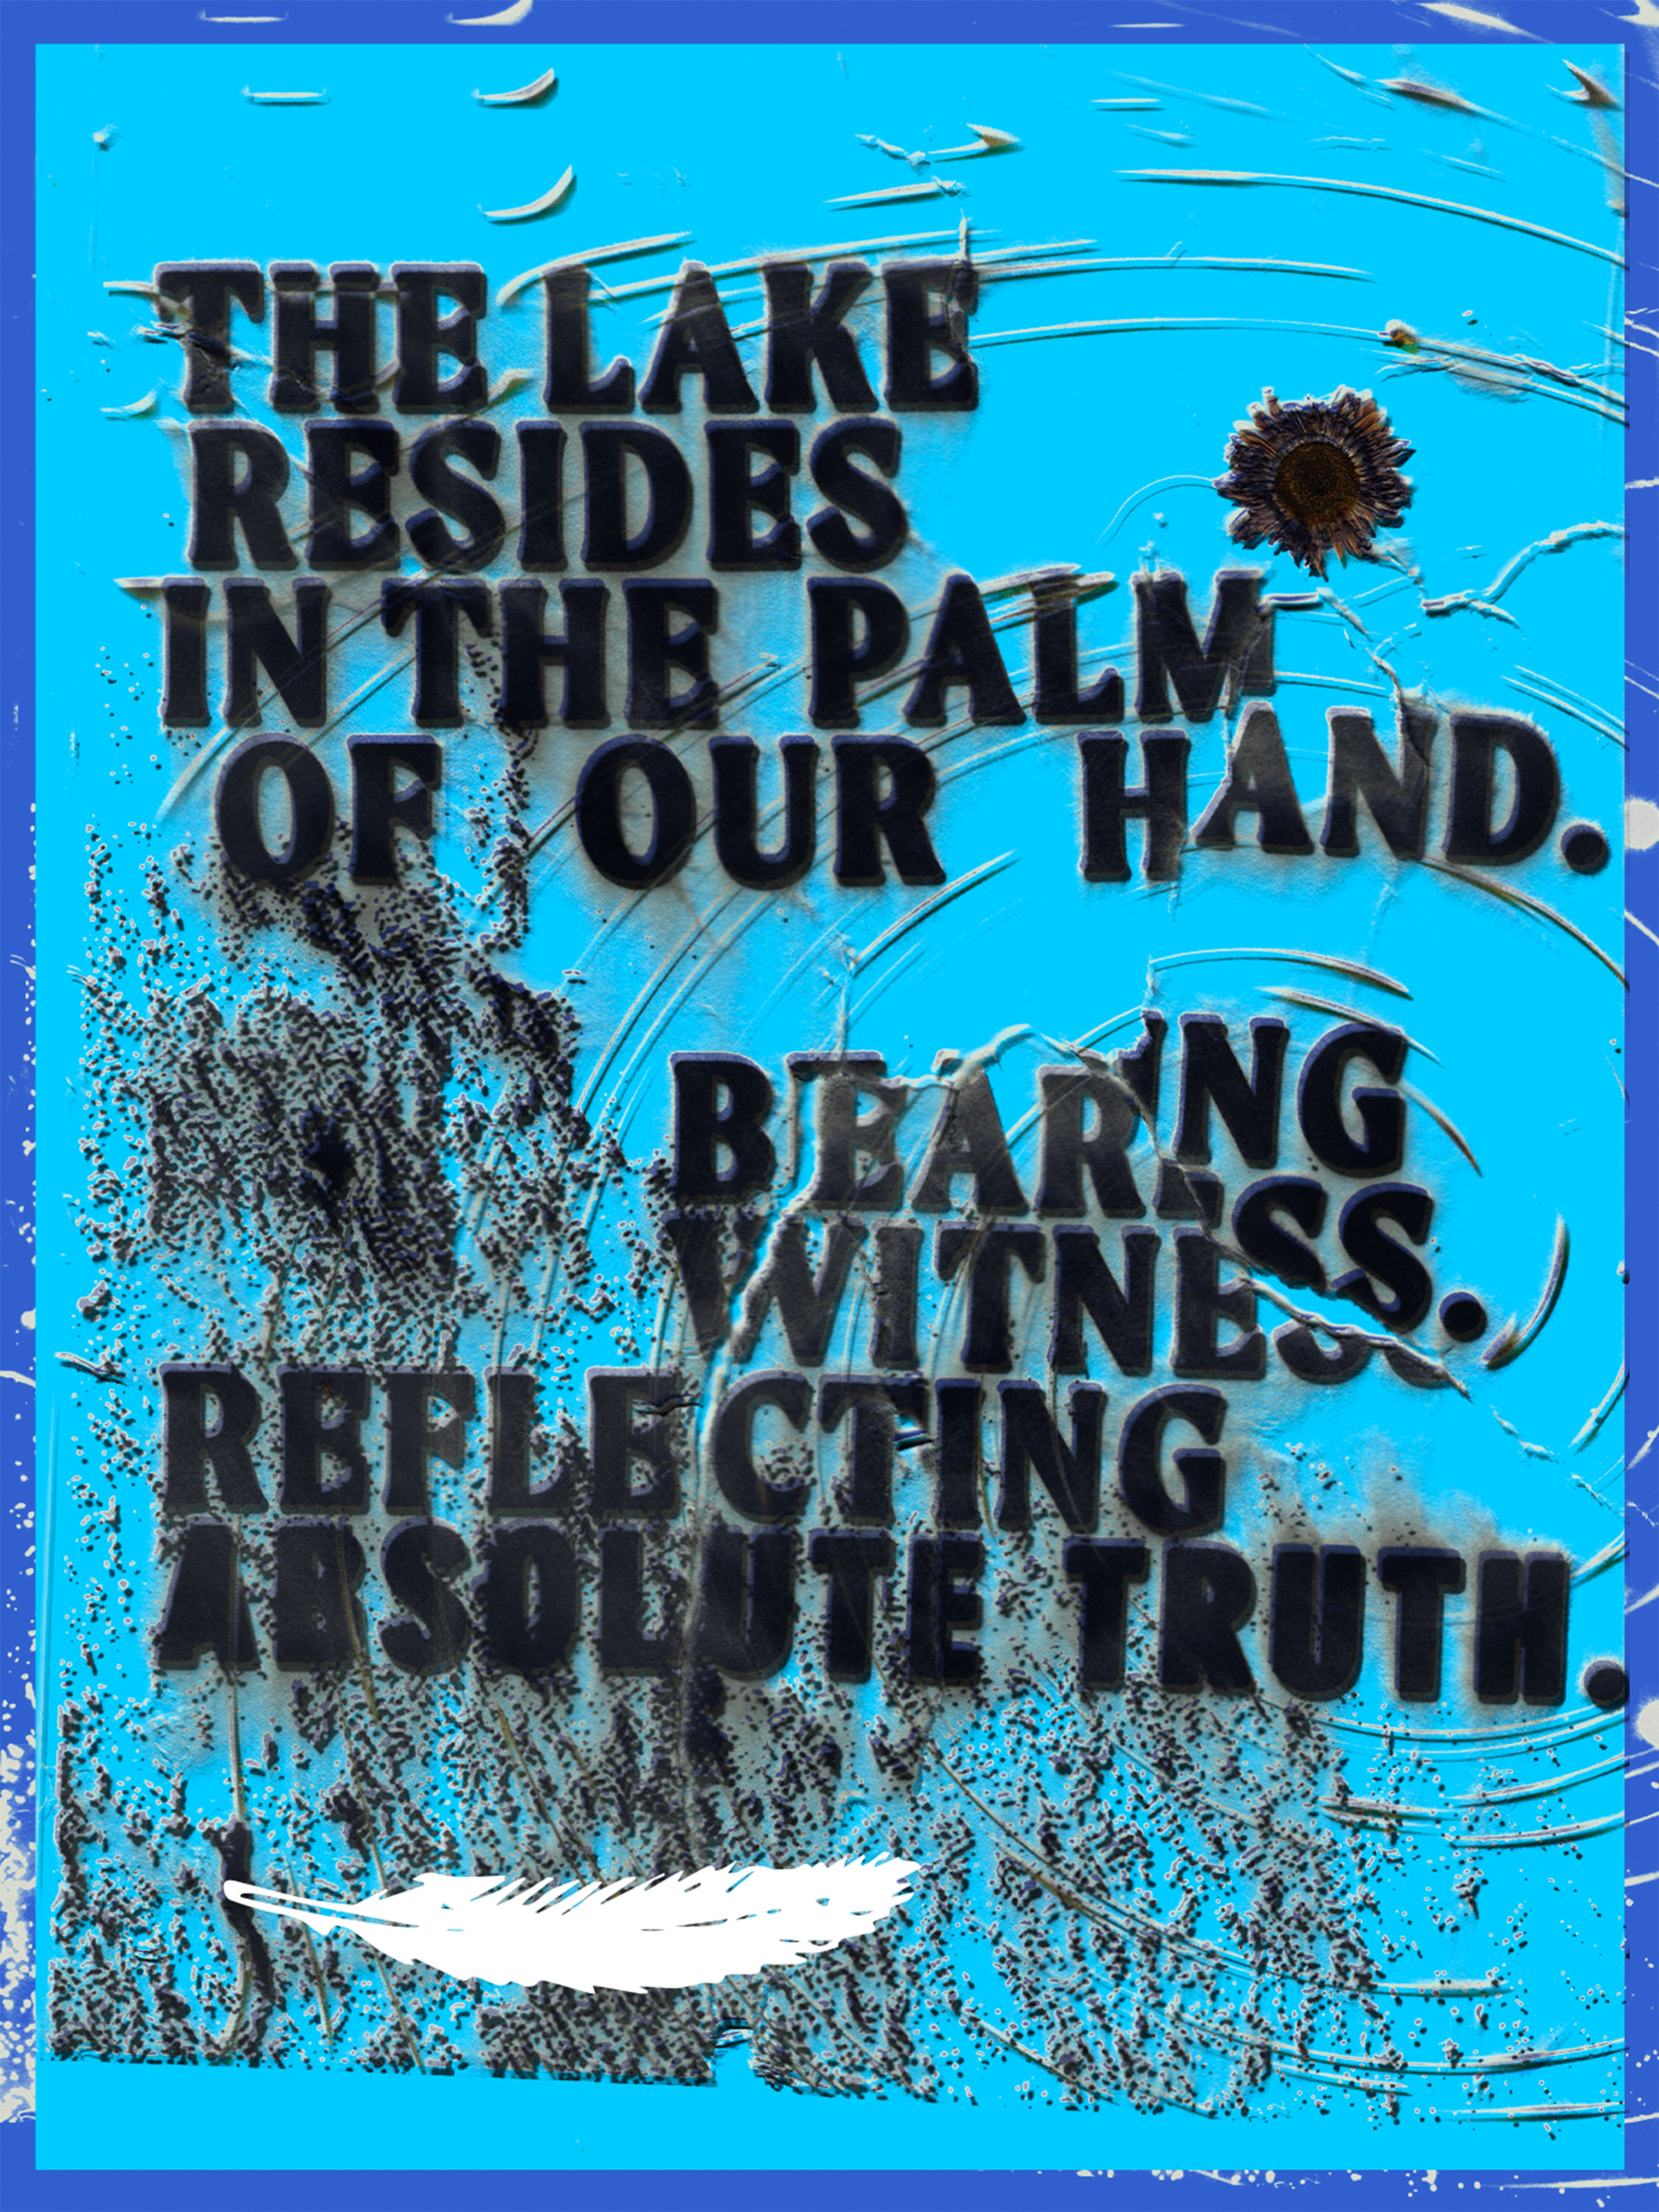 THE LAKE
RESIDES
IN THE PALM
OF OUR HAND.
BEARING
WITNESS.
REFLECTING
ABSOLUTE TRUTH.